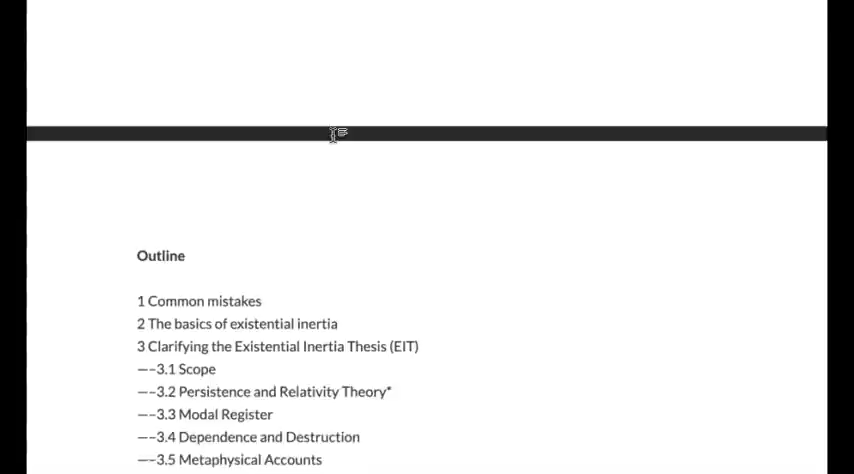 Outline
1 Common mistakes
2 The basics of existential inertia
3 Clarifying the Existential Inertia Thesis (EIT)
—–3.1 Scope
—–3.2 Persistence and Relativity Theory*
—–3.3 Modal Register
—–3.4 Dependence and Destruction
—–3.5 Metaphysical Accounts